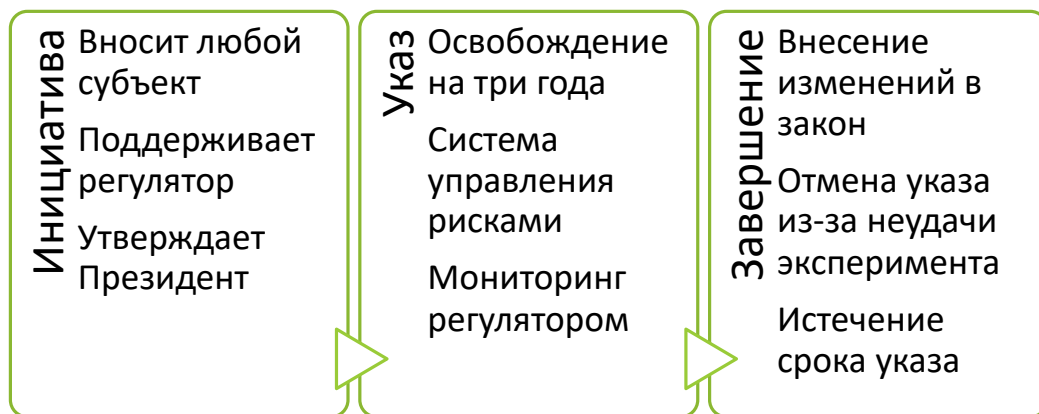 Инициатива
Вносит любой
субъект
Поддерживает
регулятор
Утверждает
Президент
Указ
Освобождение
на три года
Система
управления
рисками
Мониторинг
регулятором
Завершение
Внесение
изменений в
закон
Отмена указа
из-за неудачи
эксперимента
Истечение
срока указа